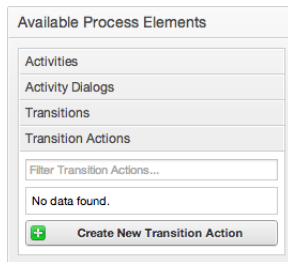 Available Process Elements
Activities
Activity Dialogs
Transitions
Transition Actions
Filter Transition Actions...
No data found.
Create New Transition Action